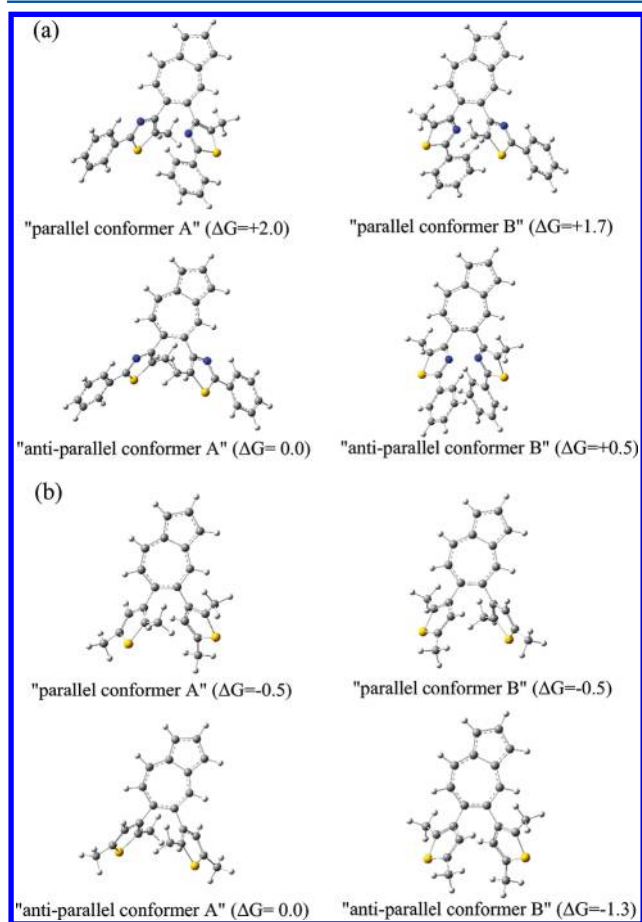 (a)
"parallel conformer A" (ΔG=+2.0)
"parallel conformer B" (ΔG=+1.7)
"anti-parallel conformer A" (ΔG= 0.0)
"anti-parallel conformer B" (ΔG=+0.5)
(b)
"parallel conformer A" (ΔG=-0.5)
"parallel conformer B" (ΔG=-0.5)
"anti-parallel conformer A" (ΔG= 0.0)
"anti-parallel conformer B" (ΔG=-1.3)